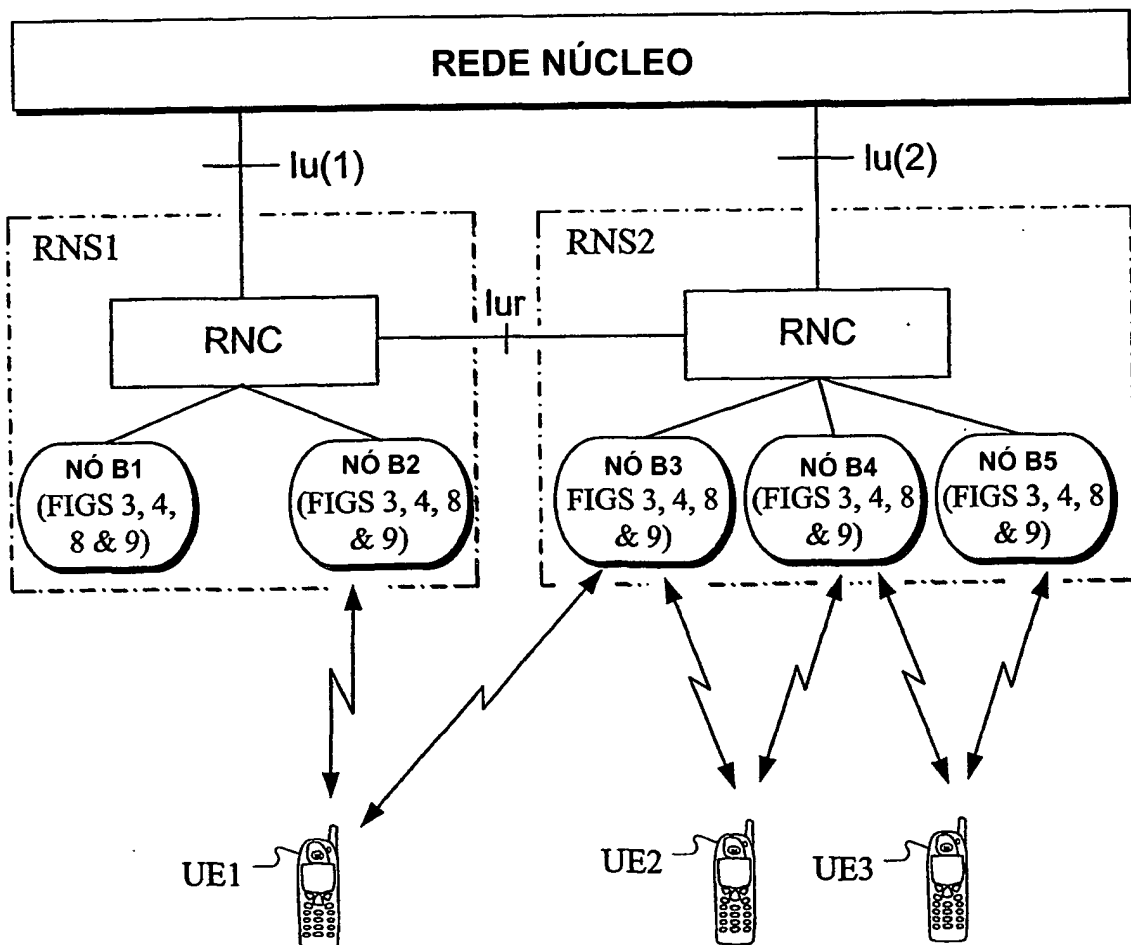 REDE NÚCLEO
Iu(1)
Iu(2)
RNS1
RNS2
Iur
RNC
RNC
NÓ B1
(FIGS 3, 4,
8 & 9)
NÓ B2
(FIGS 3, 4, 8
& 9)
NÓ B3
FIGS 3, 4, 8
& 9)
NÓ B4
(FIGS 3, 4, 8
& 9)
NÓ B5
(FIGS 3, 4, 8
& 9)
UE1
UE2
UE3